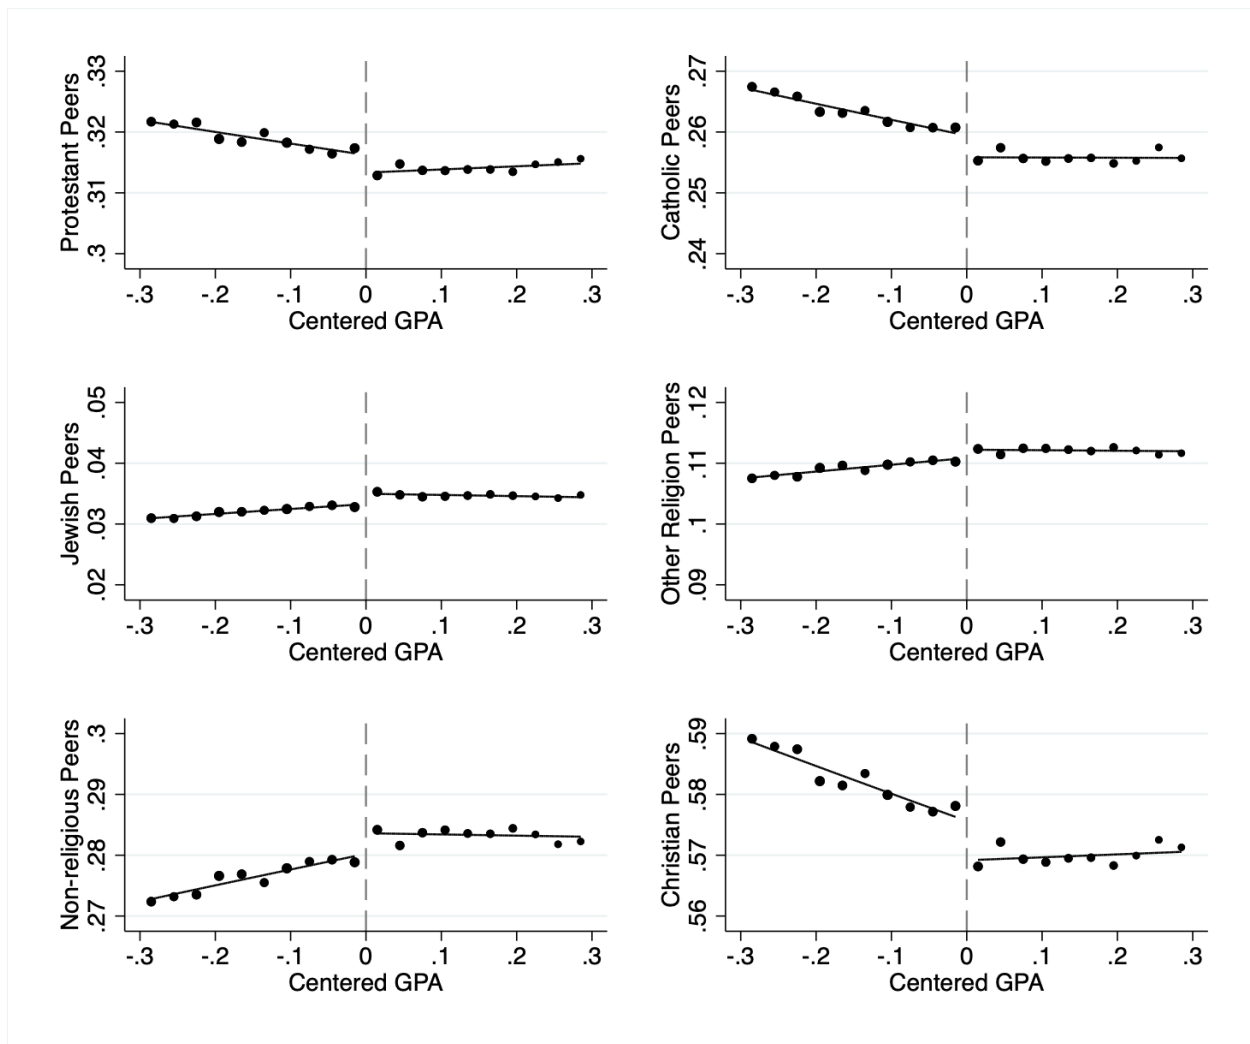 Protestant Peers
.33
.32
.31
.3
-.3 -.2 -.1 0 .1 .2 .3
Centered GPA
Catholic Peers
.27
.26
.25
.24
-.3 -.2 -.1 0 .1 .2 .3
Centered GPA
Jewish Peers
.05
.04
.03
.02
-.3 -.2 -.1 0 .1 .2 .3
Centered GPA
Other Religion Peers
.12
.11
.1
.09
-.3 -.2 -.1 0 .1 .2 .3
Centered GPA
Non-religious Peers
.3
.29
.28
.27
-.3 -.2 -.1 0 .1 .2 .3
Centered GPA
Christian Peers
.59
.58
.57
.56
-.3 -.2 -.1 0 .1 .2 .3
Centered GPA